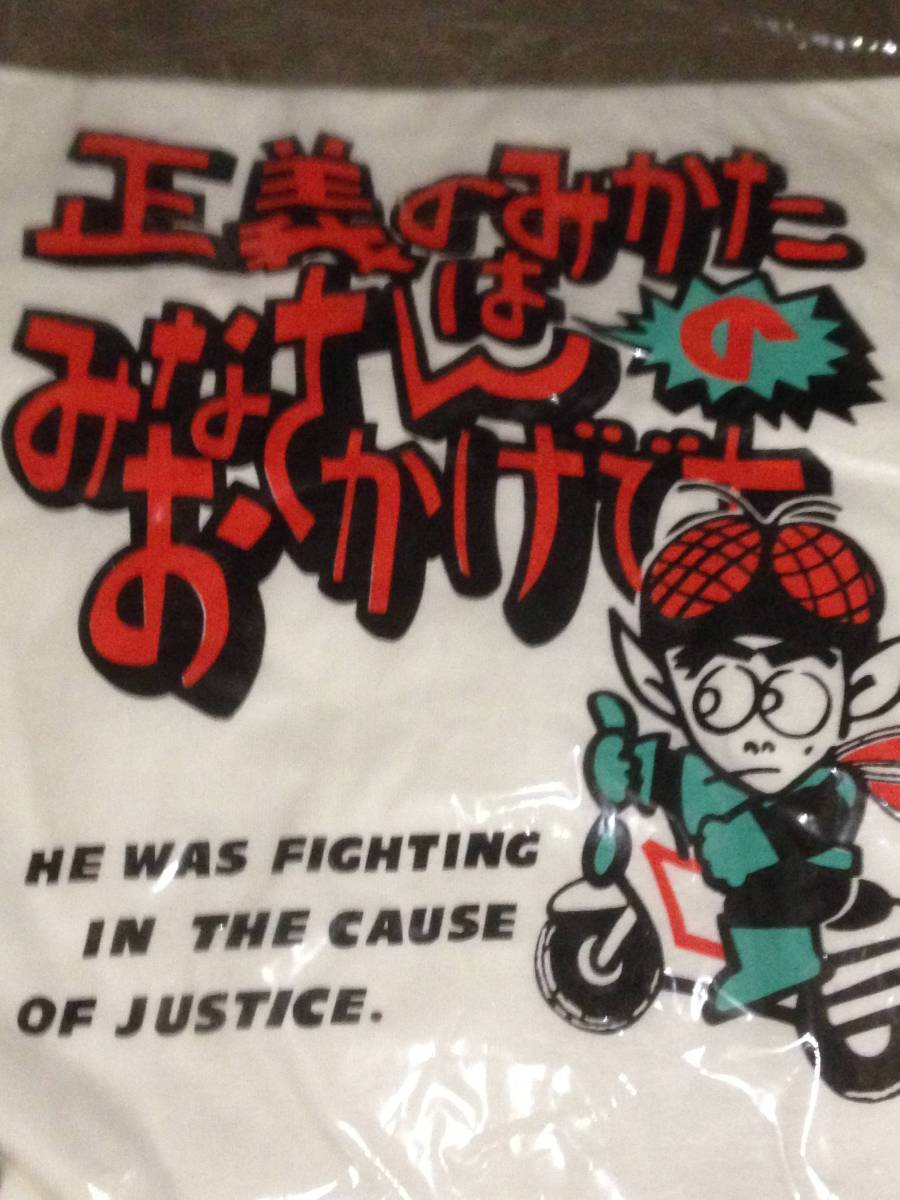 正義のみかた
は
みなさんの
おかげです
HE WAS FIGHTING
IN THE CAUSE
OF JUSTICE.